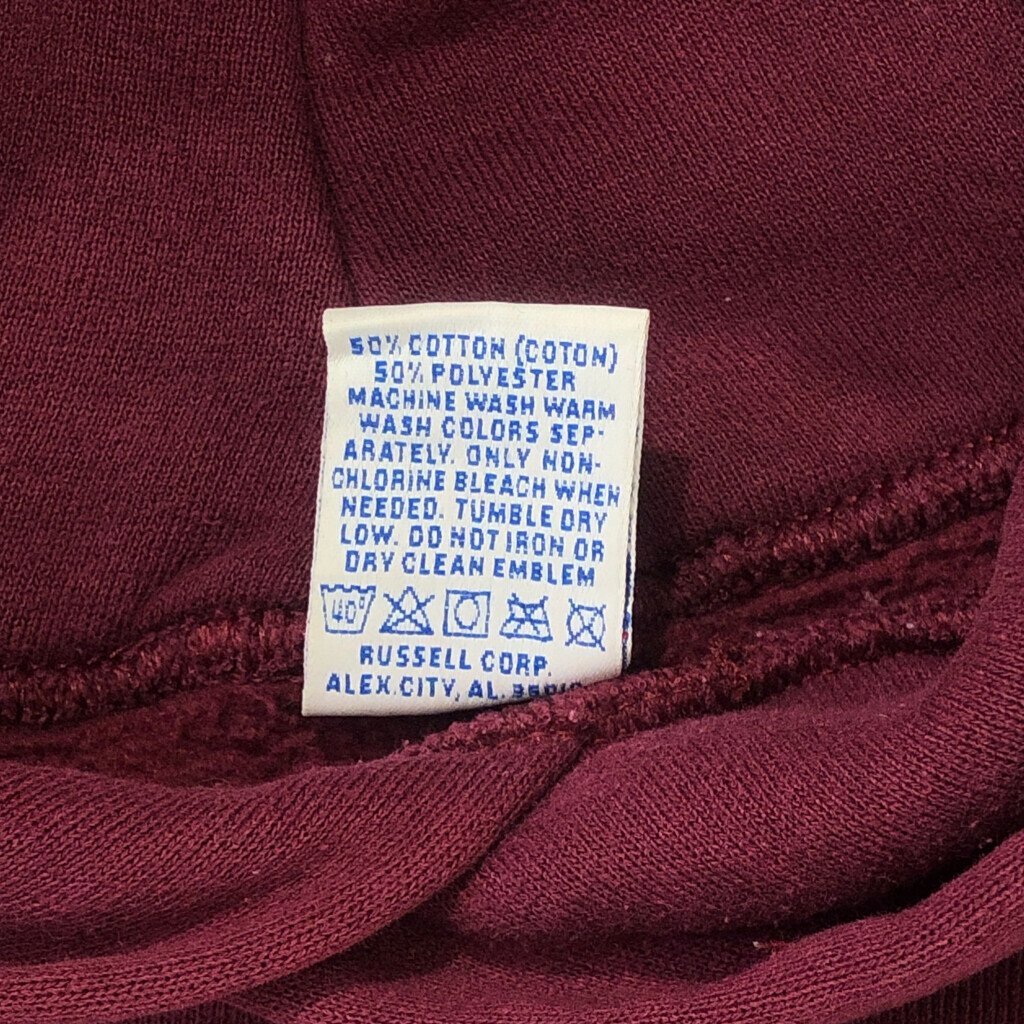 50% COTTON (COTON)
50% POLYESTER
MACHINE WASH WARM
WASH COLORS SEP-
ARATELY. ONLY NON-
CHLORINE BLEACH WHEN
NEEDED. TUMBLE DRY
LOW. DO NOT IRON OR
DRY CLEAN EMBLEM
40°
RUSSELL CORP.
ALEX.CITY, AL.